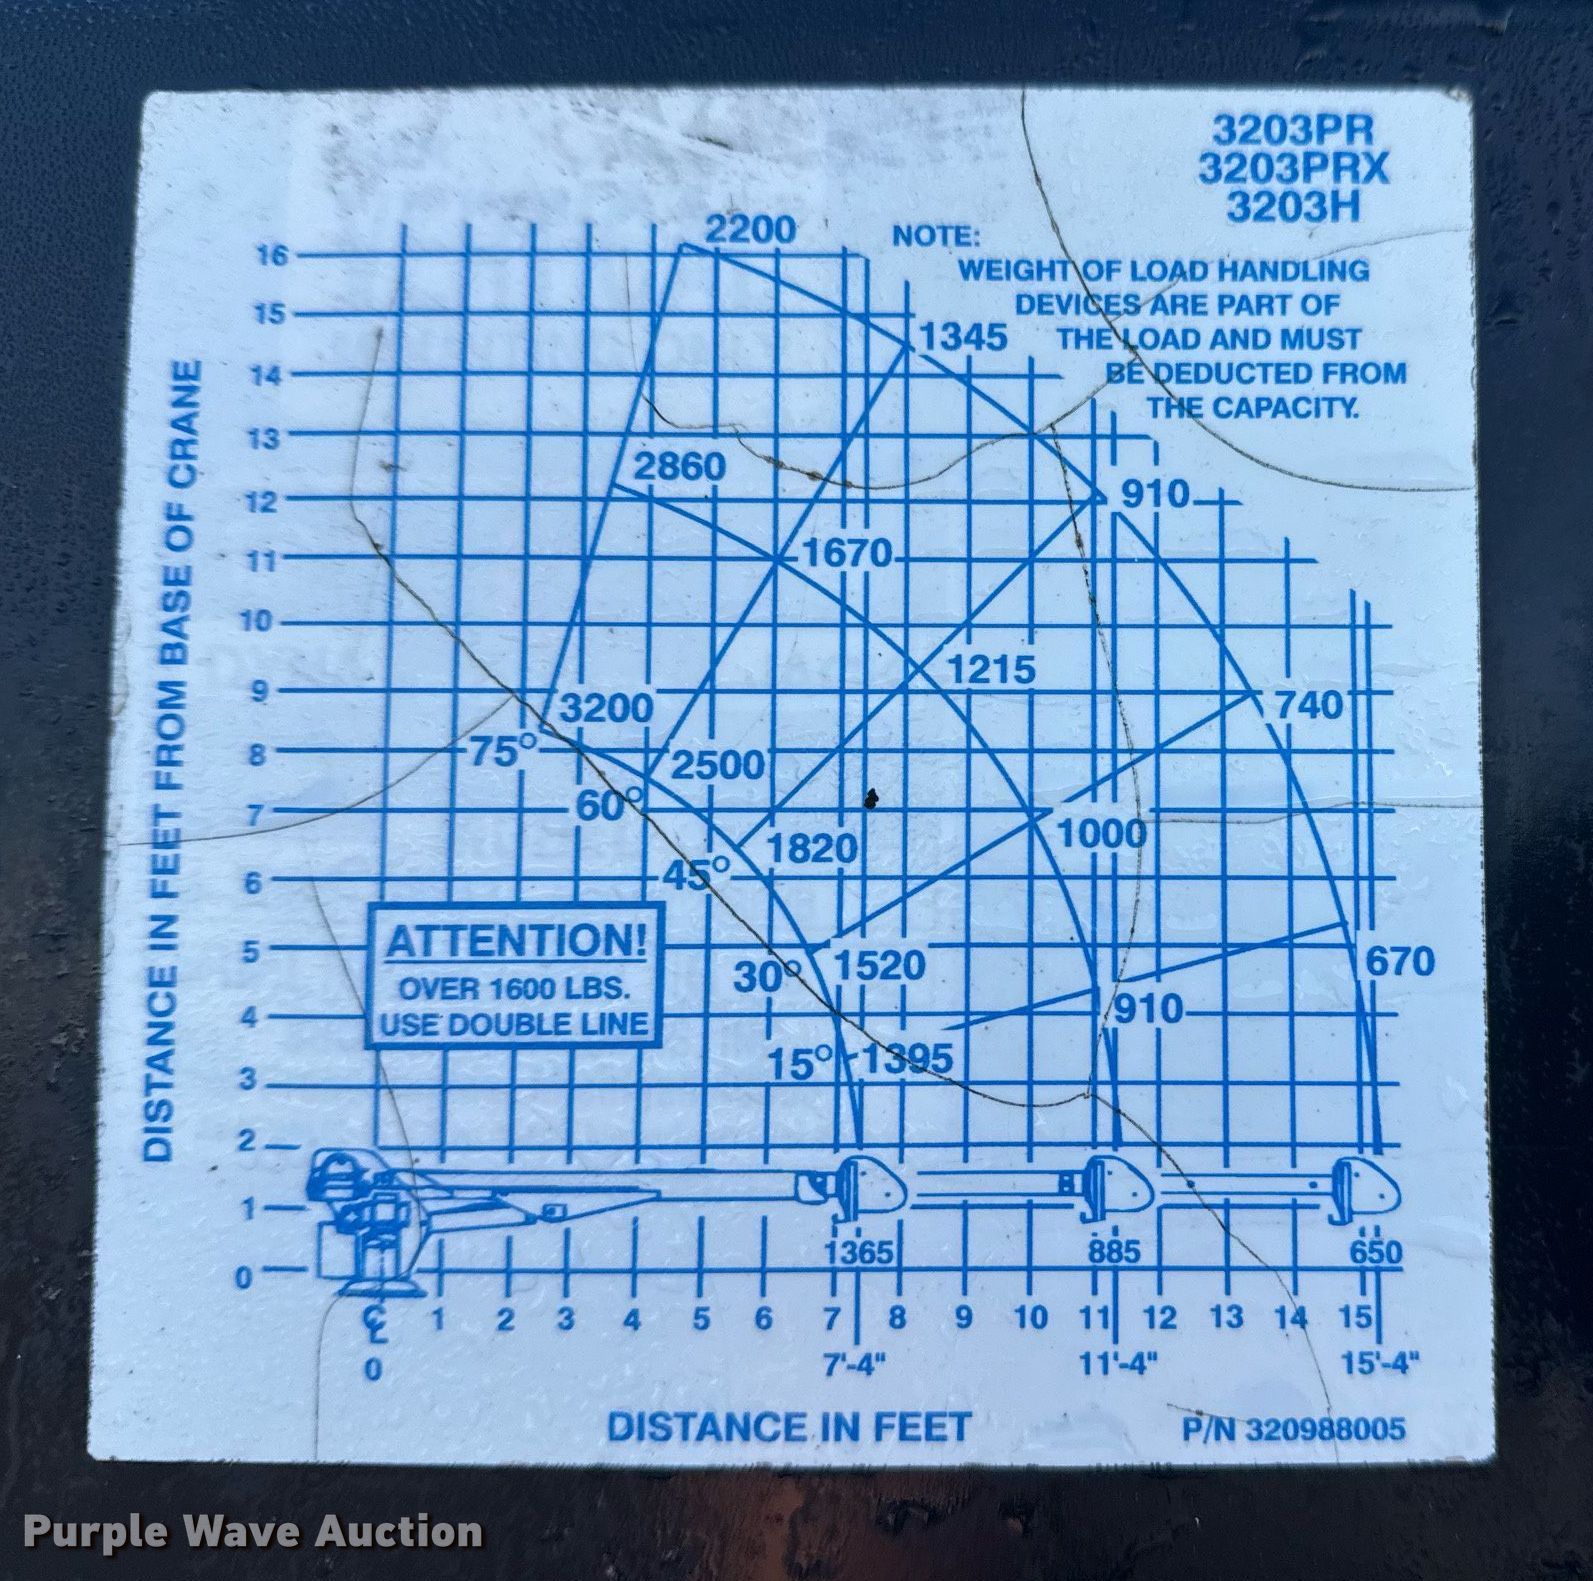 3203PR
3203PRX
3203H
NOTE:
WEIGHT OF LOAD HANDLING
DEVICES ARE PART OF
THE LOAD AND MUST
BE DEDUCTED FROM
THE CAPACITY.
DISTANCE IN FEET FROM BASE OF CRANE
16
15
14
13
12
11
10
9
8
7
6
5
4
3
2
1
0
2200
1345
2860
910
1670
1215
3200
740
75°
2500
60°
1000
1820
45°
1520
670
30°
910
15°
1395
ATTENTION!
OVER 1600 LBS.
USE DOUBLE LINE
1365 885 650
℄ 1 2 3 4 5 6 7 8 9 10 11 12 13 14 15
0 7'-4" 11'-4" 15'-4"
DISTANCE IN FEET
P/N 320988005
Purple Wave Auction